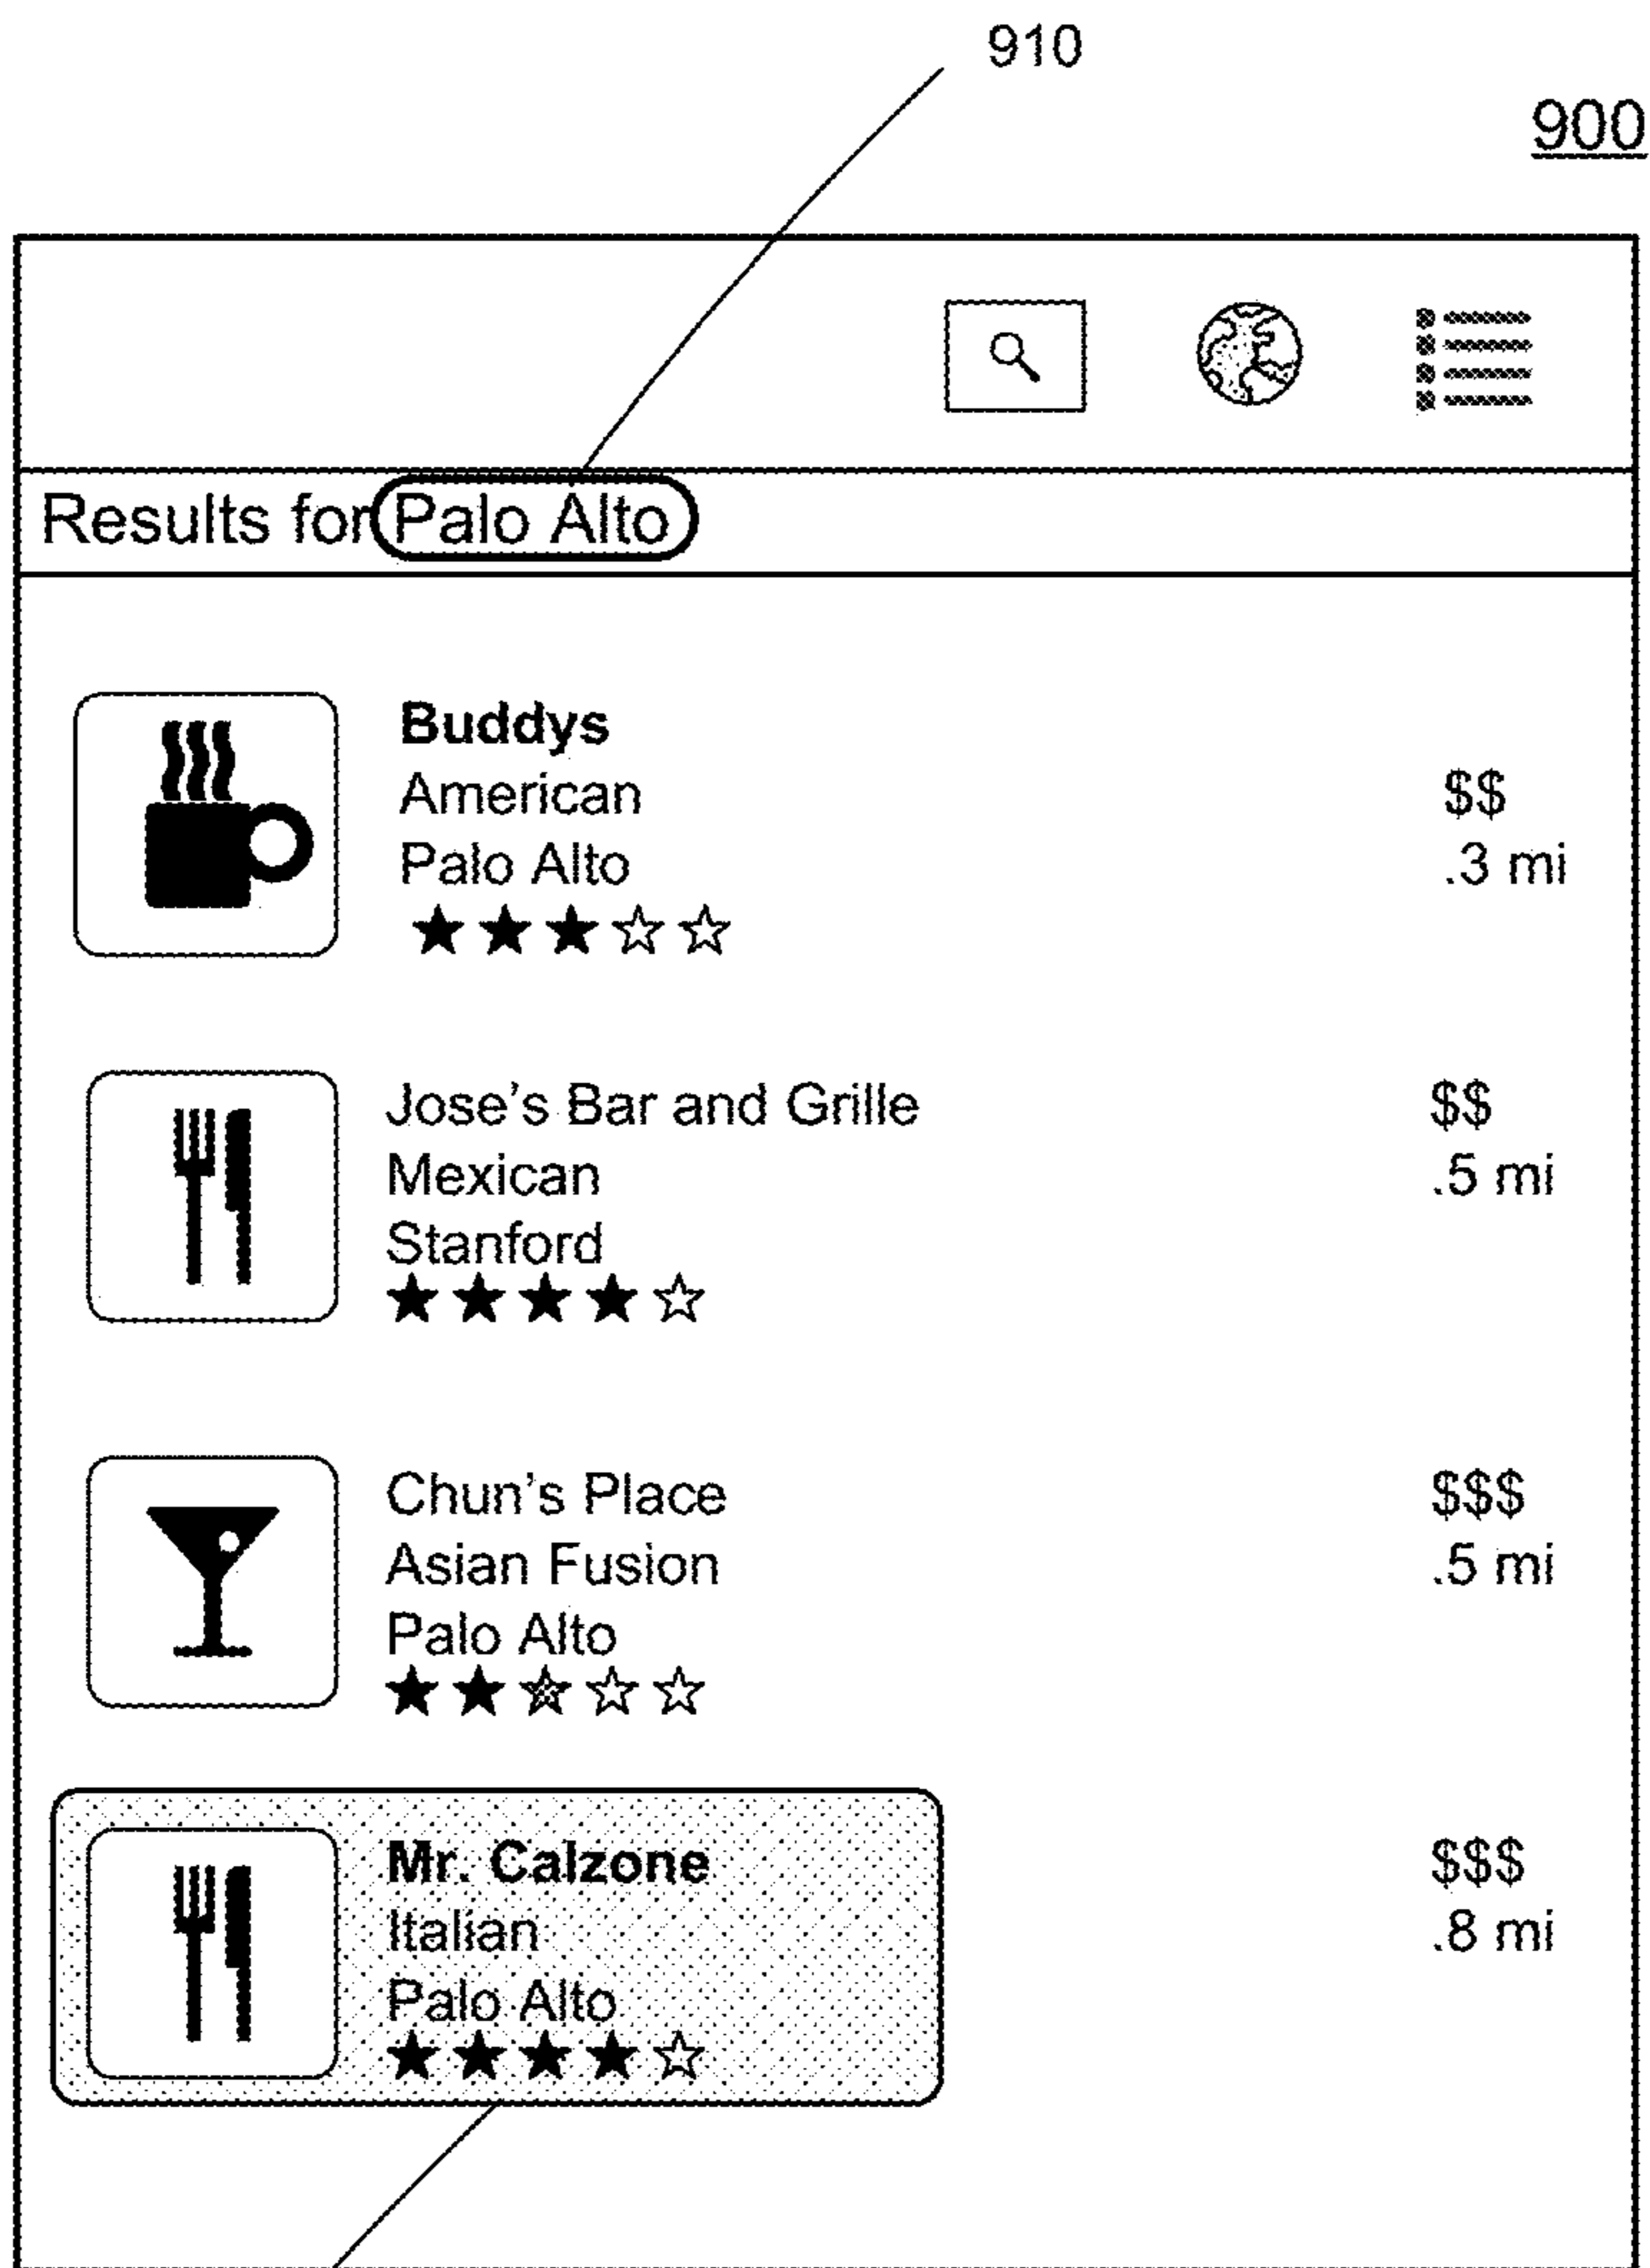 910
900
Results for Palo Alto
Buddys
American
$$
Palo Alto
.3 mi
Jose's Bar and Grille
$$
Mexican
.5 mi
Stanford
Chun's Place
$$$
Asian Fusion
.5 mi
Palo Alto
Mr. Calzone
$$$
Italian
.8 mi
Palo Alto